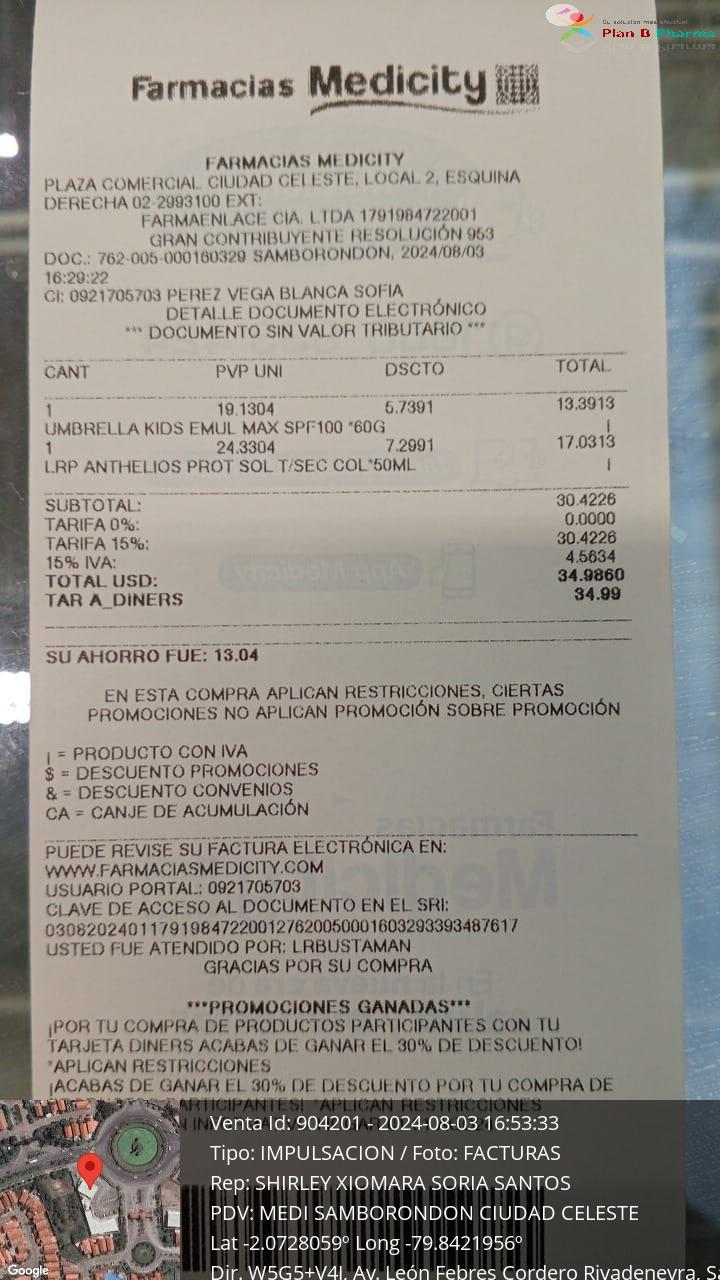 Su solucion mas efectiva!
Plan B Pharma
Farmacias Medicity
FARMACIAS MEDICITY
PLAZA COMERCIAL CIUDAD CELESTE, LOCAL 2, ESQUINA
DERECHA 02-2993100 EXT:
FARMAENLACE CIA. LTDA 1791984722001
GRAN CONTRIBUYENTE RESOLUCIÓN 953
DOC.: 762-005-000160329 SAMBORONDON, 2024/08/03
16:29:22
CI: 0921705703 PEREZ VEGA BLANCA SOFIA
DETALLE DOCUMENTO ELECTRÓNICO
*** DOCUMENTO SIN VALOR TRIBUTARIO ***
CANT PVP UNI DSCTO TOTAL
1 19.1304 5.7391 13.3913
UMBRELLA KIDS EMUL MAX SPF100 *60G |
1 24.3304 7.2991 17.0313
LRP ANTHELIOS PROT SOL T/SEC COL*50ML |
SUBTOTAL: 30.4226
TARIFA 0%: 0.0000
TARIFA 15%: 30.4226
15% IVA: 4.5634
TOTAL USD: 34.9860
TAR A_DINERS 34.99
SU AHORRO FUE: 13.04
EN ESTA COMPRA APLICAN RESTRICCIONES, CIERTAS
PROMOCIONES NO APLICAN PROMOCIÓN SOBRE PROMOCIÓN
| = PRODUCTO CON IVA
$ = DESCUENTO PROMOCIONES
& = DESCUENTO CONVENIOS
CA = CANJE DE ACUMULACIÓN
PUEDE REVISE SU FACTURA ELECTRÓNICA EN:
WWW.FARMACIASMEDICITY.COM
USUARIO PORTAL: 0921705703
CLAVE DE ACCESO AL DOCUMENTO EN EL SRI:
0308202401179198472200127620050001603293393487617
USTED FUE ATENDIDO POR: LRBUSTAMAN
GRACIAS POR SU COMPRA
***PROMOCIONES GANADAS***
¡POR TU COMPRA DE PRODUCTOS PARTICIPANTES CON TU
TARJETA DINERS ACABAS DE GANAR EL 30% DE DESCUENTO!
*APLICAN RESTRICCIONES
¡ACABAS DE GANAR EL 30% DE DESCUENTO POR TU COMPRA DE
ARTICIPANTES! *APLICAN RESTRICCIONES
Venta Id: 904201 - 2024-08-03 16:53:33
Tipo: IMPULSACION / Foto: FACTURAS
Rep: SHIRLEY XIOMARA SORIA SANTOS
PDV: MEDI SAMBORONDON CIUDAD CELESTE
Lat -2.0728059º Long -79.8421956º
Dir. W5G5+V4J, Av. León Febres Cordero Rivadeneyra, Sa
Google